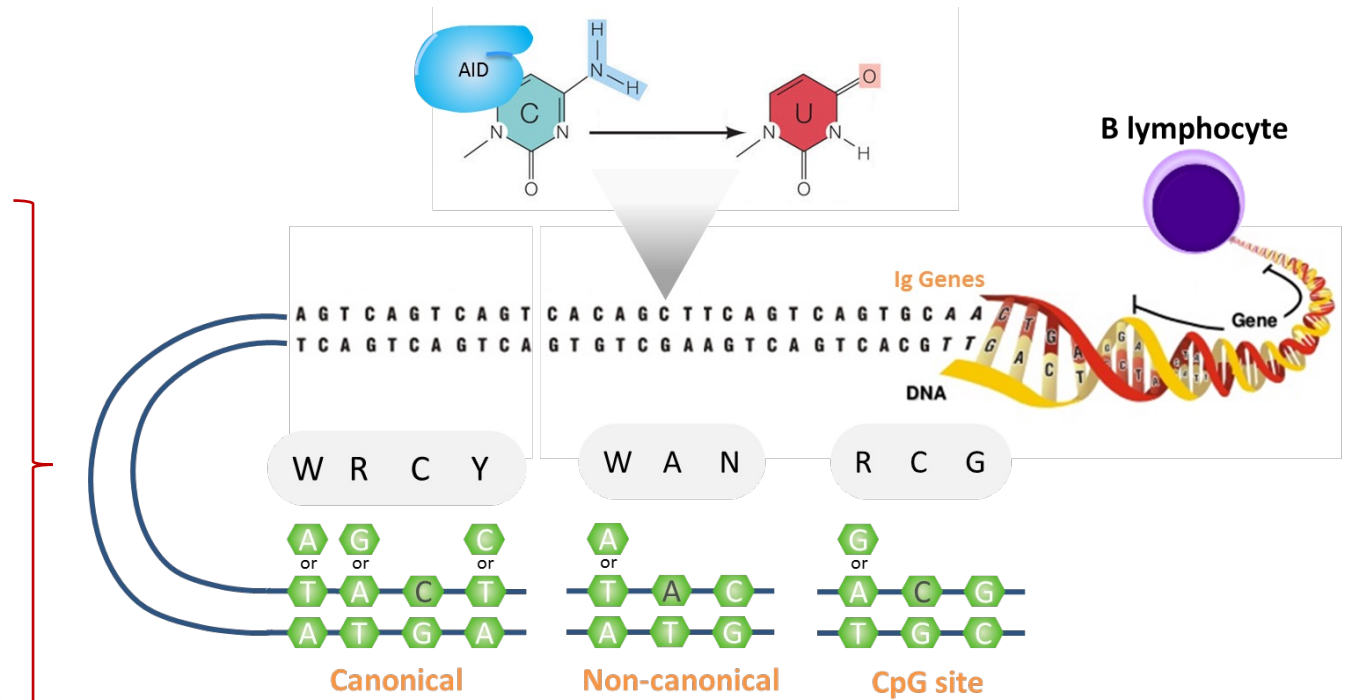 H
AID
N
H
O
C
U
N
N
N
N
H
O
O
B lymphocyte
Ig Genes
A G T C A G T C A G T C A C A G C T T C A G T C A G T G C A A C T G A
T C A G T C A G T C A G T G T C G A A G T C A G T C A C G T T G A C T
Gene
DNA
W R C Y
W A N
R C G
A G C
or or or
T A C T
A T G A
Canonical
A
or
T A C
A T G
Non-canonical
G
or
A C G
T G C
CpG site